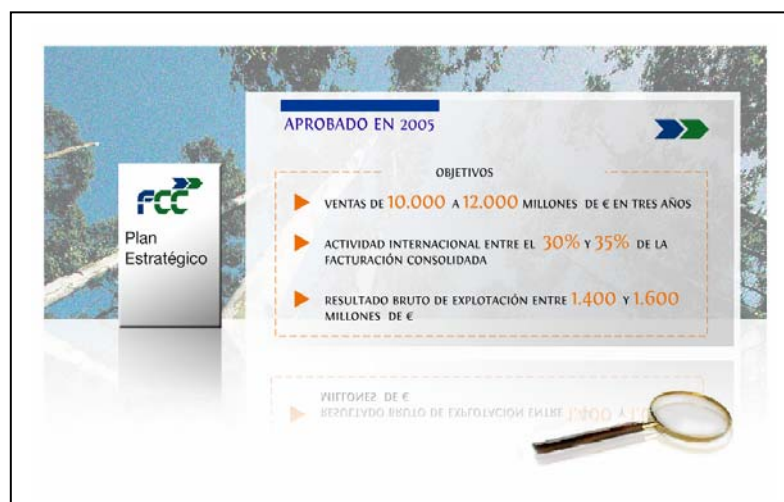 APROBADO EN 2005
FCC
Plan
Estratégico
OBJETIVOS
VENTAS DE 10.000 A 12.000 MILLONES DE € EN TRES AÑOS
ACTIVIDAD INTERNACIONAL ENTRE EL 30% Y 35% DE LA
FACTURACIÓN CONSOLIDADA
RESULTADO BRUTO DE EXPLOTACIÓN ENTRE 1.400 Y 1.600
MILLONES DE €